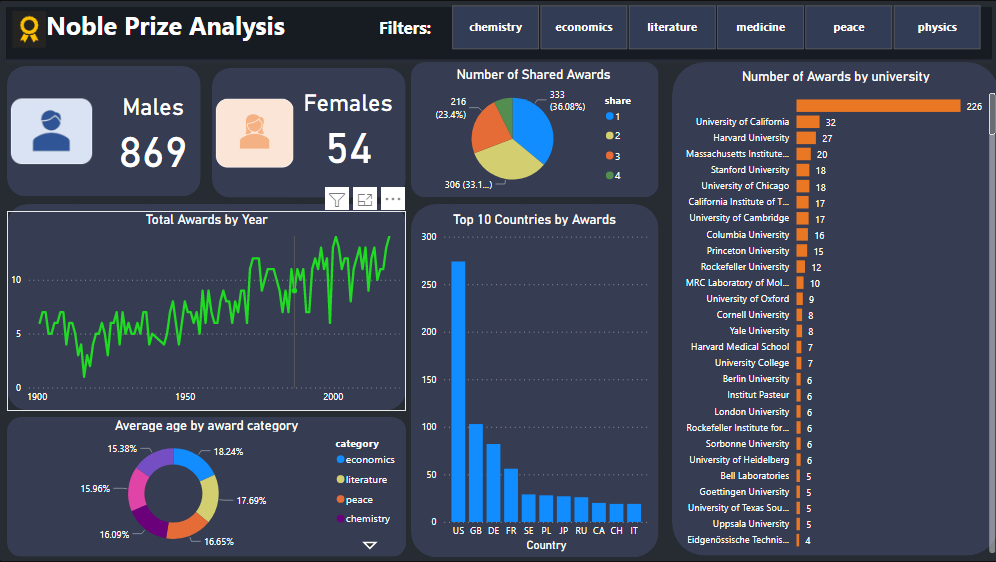 Noble Prize Analysis
Filters:
chemistry
economics
literature
medicine
peace
physics
Males
869
Females
54
Number of Shared Awards
333
(36.08%)
216
(23.4%)
306 (33.1...)
share
1
2
3
4
Number of Awards by university
226
University of California 32
Harvard University 27
Massachusetts Institute... 20
Stanford University 18
University of Chicago 18
California Institute of T... 17
University of Cambridge 17
Columbia University 16
Princeton University 15
Rockefeller University 12
MRC Laboratory of Mol... 10
University of Oxford 9
Cornell University 8
Yale University 8
Harvard Medical School 7
University College 7
Berlin University 6
Institut Pasteur 6
London University 6
Rockefeller Institute for... 6
Sorbonne University 6
University of Heidelberg 6
Bell Laboratories 5
Goettingen University 5
University of Texas Sou... 5
Uppsala University 5
Eidgenössische Technis... 4
Total Awards by Year
10
5
0
1900 1950 2000
Top 10 Countries by Awards
300
250
200
150
100
50
0
US GB DE FR SE PL JP RU CA CH IT
Country
Average age by award category
15.38%
18.24%
15.96%
17.69%
16.09%
16.65%
category
economics
literature
peace
chemistry